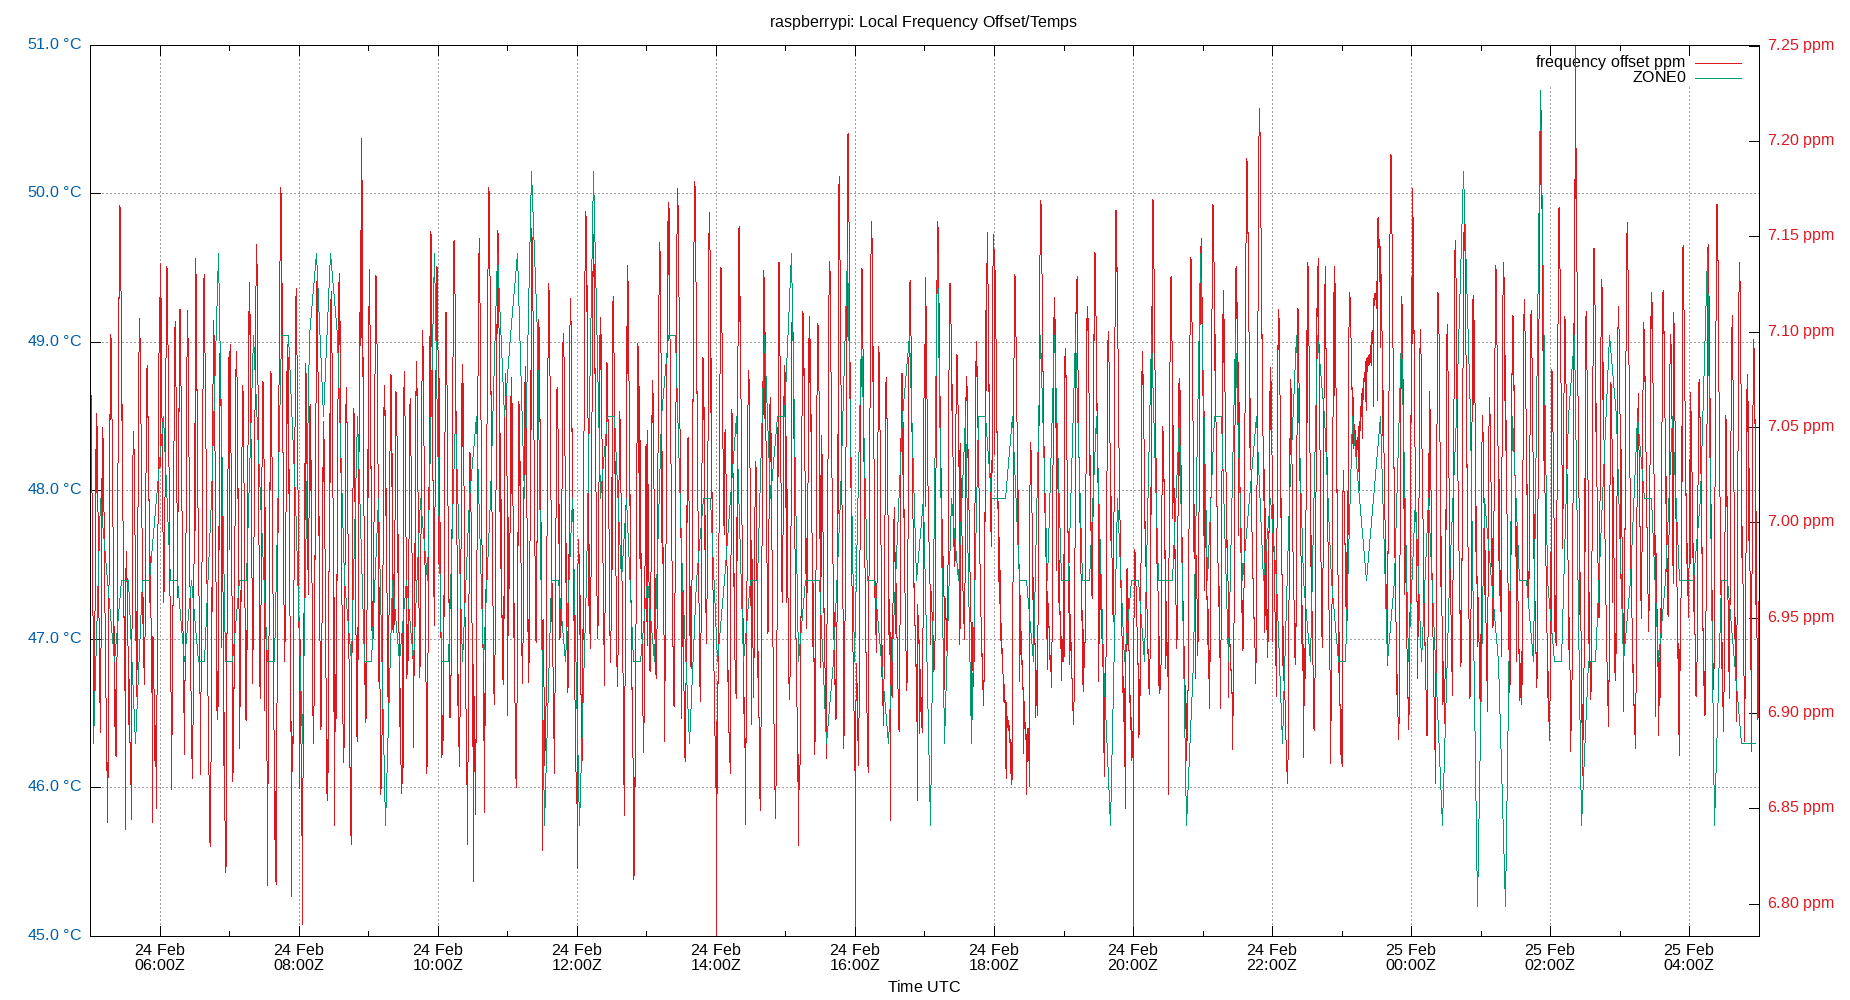 raspberrypi: Local Frequency Offset/Temps
51.0 °C
50.0 °C
49.0 °C
48.0 °C
47.0 °C
46.0 °C
45.0 °C
7.25 ppm
7.20 ppm
7.15 ppm
7.10 ppm
7.05 ppm
7.00 ppm
6.95 ppm
6.90 ppm
6.85 ppm
6.80 ppm
frequency offset ppm
ZONE0
24 Feb
06:00Z
24 Feb
08:00Z
24 Feb
10:00Z
24 Feb
12:00Z
24 Feb
14:00Z
24 Feb
16:00Z
24 Feb
18:00Z
24 Feb
20:00Z
24 Feb
22:00Z
25 Feb
00:00Z
25 Feb
02:00Z
25 Feb
04:00Z
Time UTC